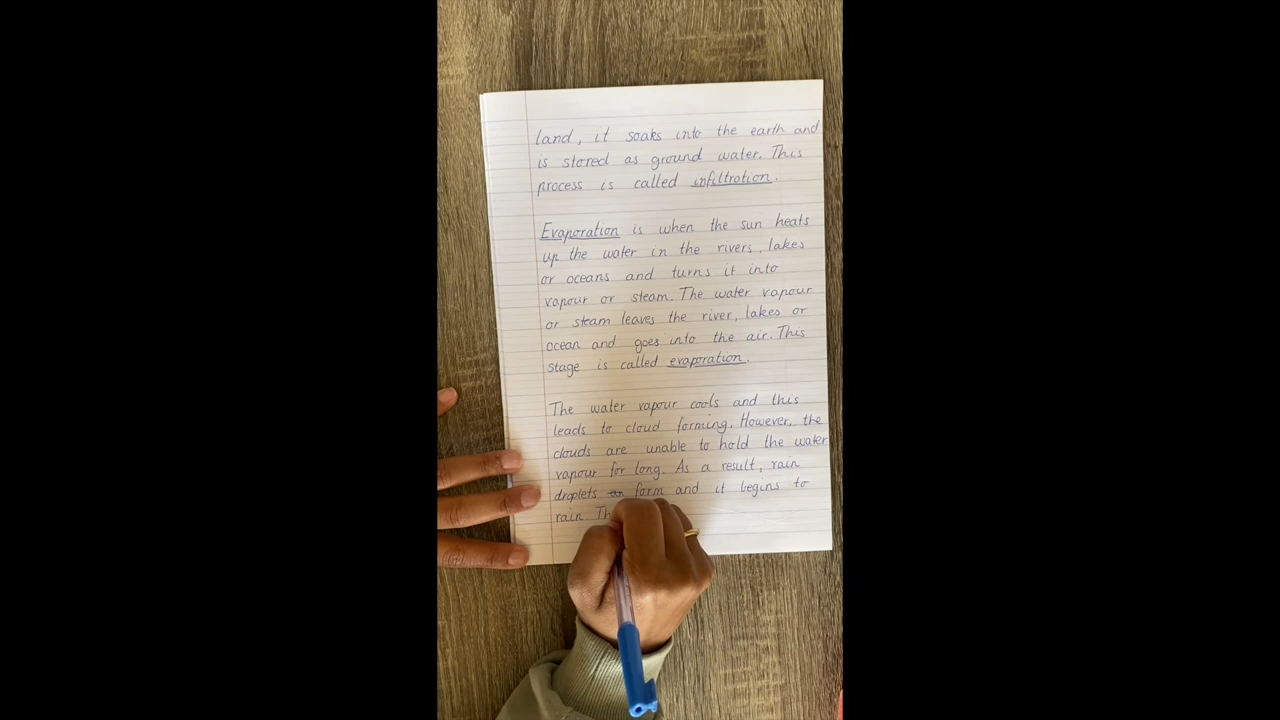 land, it soaks into the earth and
is stored as ground water. This
process is called infiltration.
Evaporation is when the sun heats
up the water in the rivers, lakes
or oceans and turns it into
vapour or steam. The water vapour
or steam leaves the river, lakes or
ocean and goes into the air. This
stage is called evaporation.
The water vapour cools and this
leads to cloud forming. However, the
clouds are unable to hold the water
vapour for long. As a result, rain
droplets an form and it begins to
rain. Th